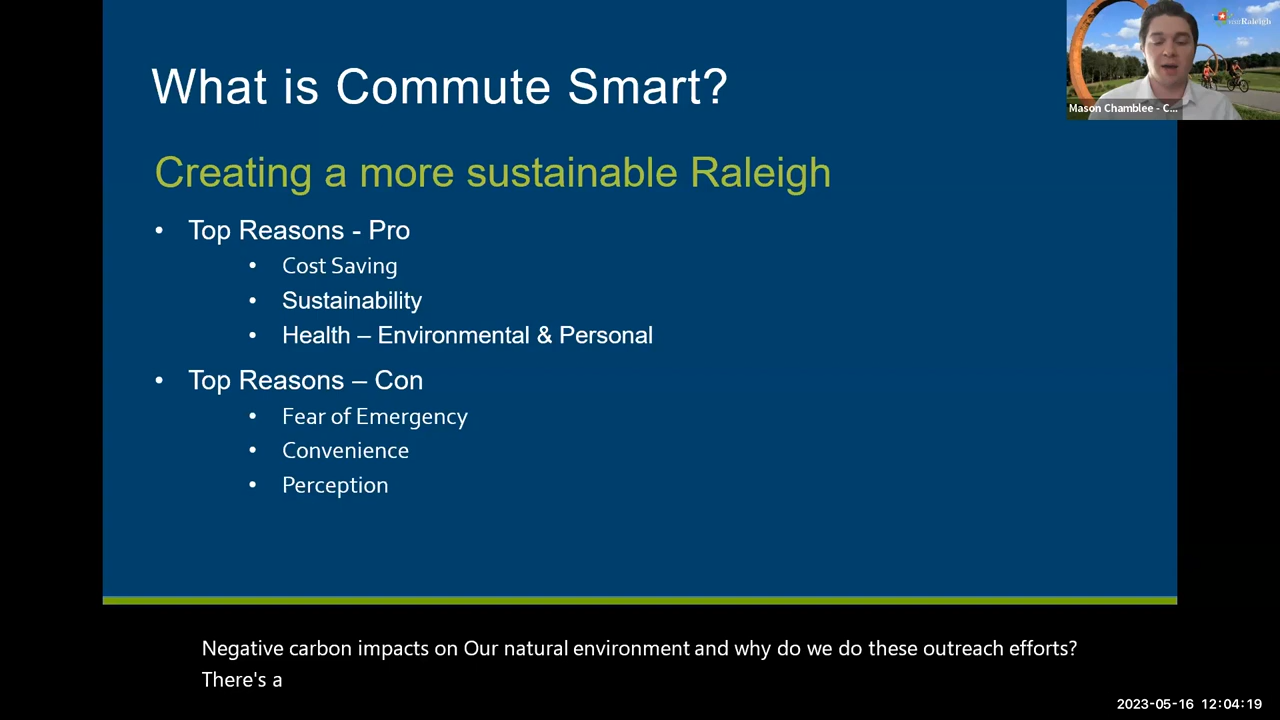 What is Commute Smart?
Creating a more sustainable Raleigh
• Top Reasons - Pro
• Cost Saving
• Sustainability
• Health – Environmental & Personal
• Top Reasons – Con
• Fear of Emergency
• Convenience
• Perception
Raleigh
Mason Chamblee - C...
Negative carbon impacts on Our natural environment and why do we do these outreach efforts?
There's a
2023-05-16 12:04:19